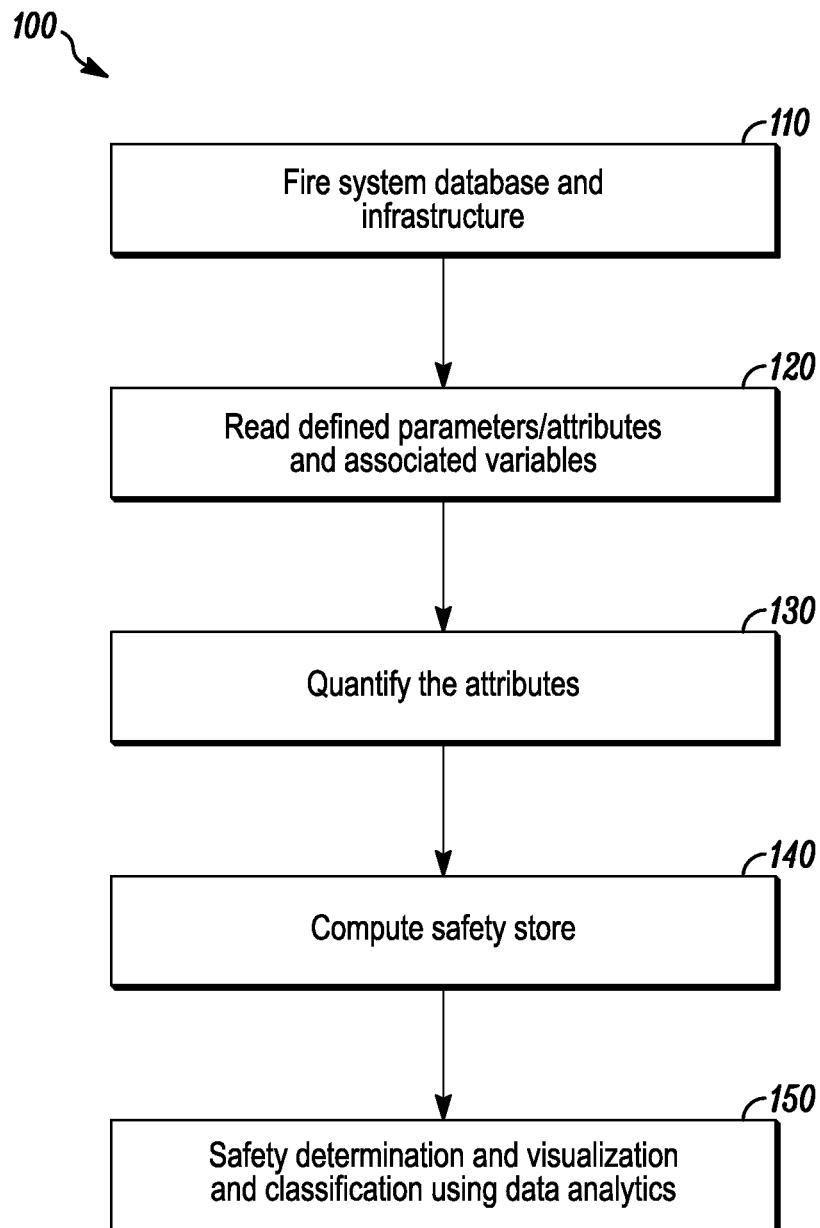 100
110
Fire system database and
infrastructure
120
Read defined parameters/attributes
and associated variables
130
Quantify the attributes
140
Compute safety store
150
Safety determination and visualization
and classification using data analytics